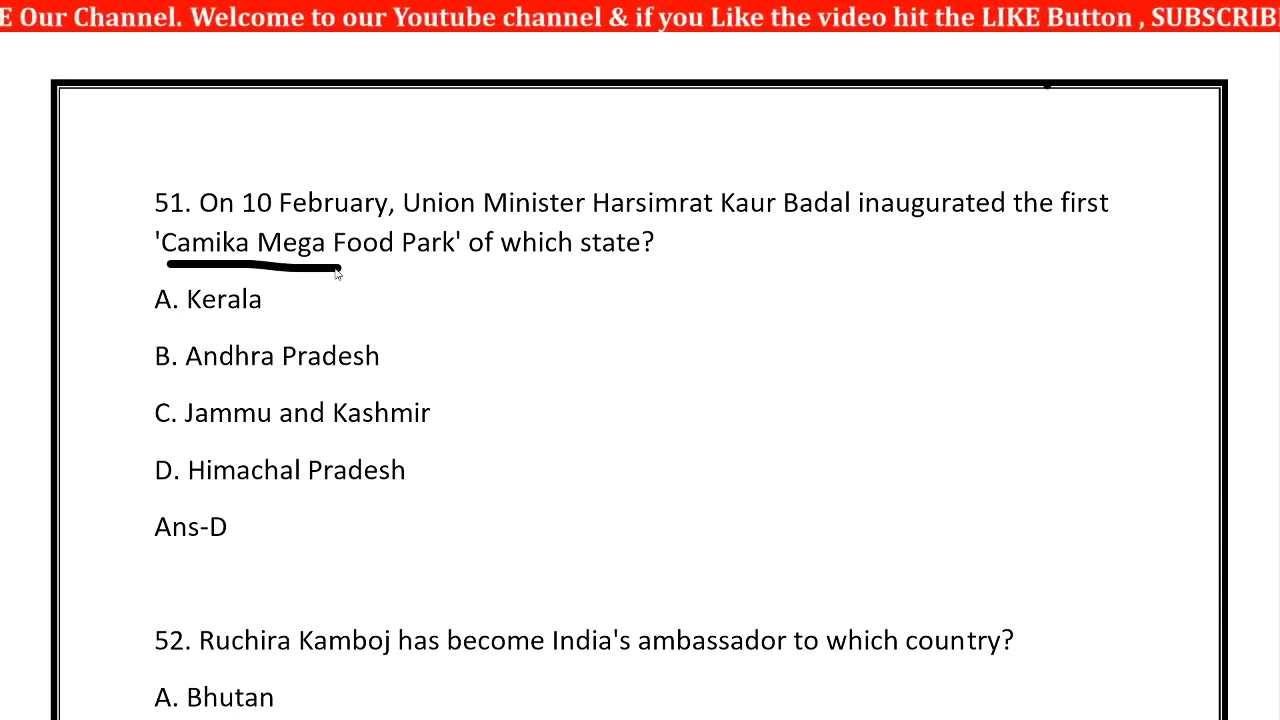 E Our Channel. Welcome to our Youtube channel & if you Like the video hit the LIKE Button , SUBSCRIB
51. On 10 February, Union Minister Harsimrat Kaur Badal inaugurated the first
'Camika Mega Food Park' of which state?
A. Kerala
B. Andhra Pradesh
C. Jammu and Kashmir
D. Himachal Pradesh
Ans-D
52. Ruchira Kamboj has become India's ambassador to which country?
A. Bhutan